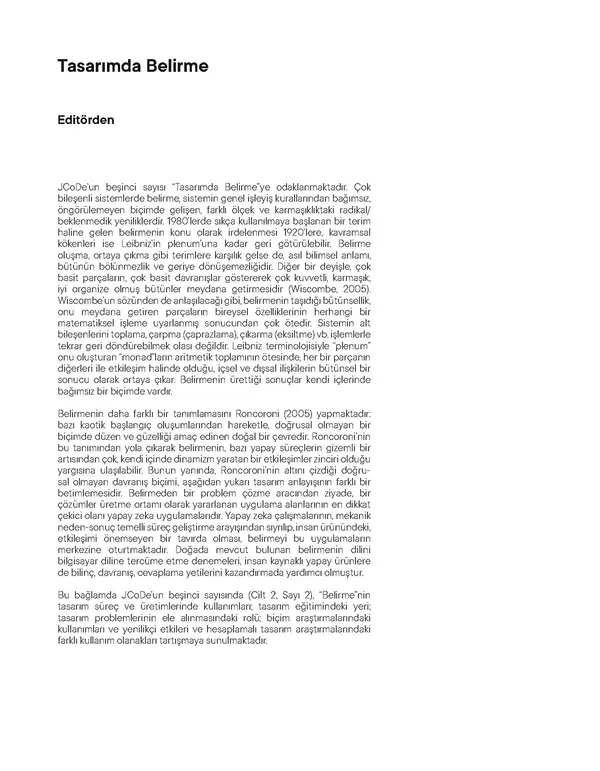 Tasarımda Belirme
Editörden
JCoDe'un beşinci sayısı "Tasarımda Belirme"ye odaklanmaktadır. Çok
bileşenli sistemlerde belirme, sistemin genel işleyiş kurallarından bağımsız,
öngörülemeyen biçimde gelişen, farklı ölçek ve karmaşıklıktaki radikal/
beklenmedik yeniliklerdir. 1980'lerde sıkça kullanılmaya başlanan bir terim
haline gelen belirmenin konu olarak irdelenmesi 1920'lere, kavramsal
kökenleri ise Leibniz'in plenum'una kadar geri götürülebilir. Belirme
oluşma, ortaya çıkma gibi terimlere karşılık gelse de, asıl bilimsel anlamı,
bütünün bölünmezlik ve geriye dönüşemezliğidir. Diğer bir deyişle, çok
basit parçaların, çok basit davranışlar göstererek çok kuvvetli, karmaşık,
iyi organize olmuş bütünler meydana getirmesidir (Wiscombe, 2005).
Wiscombe'un sözünden de anlaşılacağı gibi, belirmenin taşıdığı bütünsellik,
onu meydana getiren parçaların bireysel özelliklerinin herhangi bir
matematiksel işleme uyarlanmış sonucundan çok ötedir. Sistemin alt
bileşenlerini toplama, çarpma (çaprazlama), çıkarma (eksiltme) vb. işlemlerle
tekrar geri döndürebilmek olası değildir. Leibniz terminolojisiyle "plenum"
onu oluşturan "monad"ların aritmetik toplamının ötesinde, her bir parçanın
diğerleri ile etkileşim halinde olduğu, içsel ve dışsal ilişkilerin bütünsel bir
sonucu olarak ortaya çıkar. Belirmenin ürettiği sonuçlar kendi içlerinde
bağımsız bir biçimde vardır.
Belirmenin daha farklı bir tanımlamasını Roncoroni (2005) yapmaktadır:
bazı kaotik başlangıç oluşumlarından hareketle, doğrusal olmayan bir
biçimde düzen ve güzelliği amaç edinen doğal bir çevredir. Roncoroni'nin
bu tanımından yola çıkarak belirmenin, bazı yapay süreçlerin gizemli bir
artısından çok, kendi içinde dinamizm yaratan bir etkileşimler zinciri olduğu
yargısına ulaşılabilir. Bunun yanında, Roncoroni'nin altını çizdiği doğru-
sal olmayan davranış biçimi, aşağıdan yukarı tasarım anlayışının farklı bir
betimlemesidir. Belirmeden bir problem çözme aracından ziyade, bir
çözümler üretme ortamı olarak yararlanan uygulama alanlarının en dikkat
çekici olanı yapay zeka uygulamalarıdır. Yapay zeka çalışmalarının, mekanik
neden-sonuç temelli süreç geliştirme arayışından sıyrılıp, insan ürünündeki,
etkileşimi önemseyen bir tavırda olması, belirmeyi bu uygulamaların
merkezine oturtmaktadır. Doğada mevcut bulunan belirmenin dilini
bilgisayar diline tercüme etme denemeleri, insan kaynaklı yapay ürünlere
de bilinç, davranış, cevaplama yetilerini kazandırmada yardımcı olmuştur.
Bu bağlamda JCoDe'un beşinci sayısında (Cilt 2, Sayı 2), "Belirme"nin
tasarım süreç ve üretimlerinde kullanımları; tasarım eğitimindeki yeri;
tasarım problemlerinin ele alınmasındaki rolü; biçim araştırmalarındaki
kullanımları ve yenilikçi etkileri ve hesaplamalı tasarım araştırmalarındaki
farklı kullanım olanakları tartışmaya sunulmaktadır.